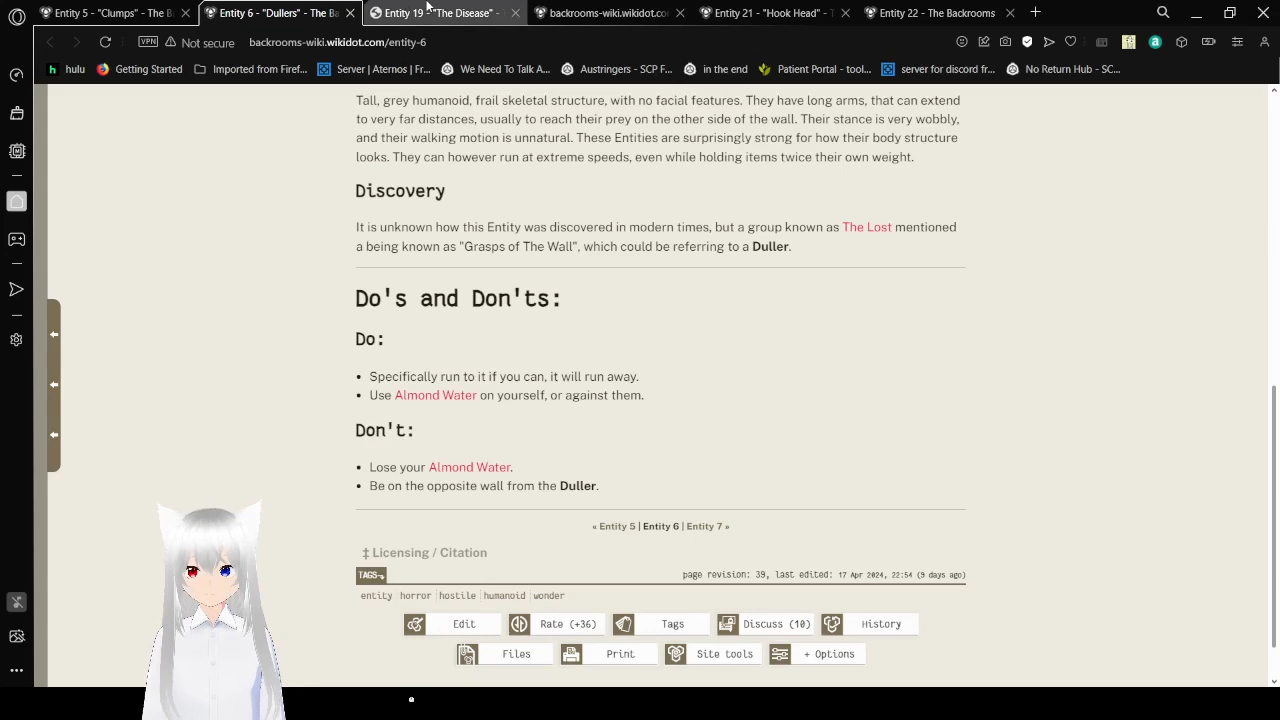 Entity 5 - "Clumps" - The B
Entity 6 - "Dullers" - The Ba
Entity 19 - "The Disease" -
backrooms-wiki.wikidot.co
Entity 21 - "Hook Head" - T
Entity 22 - The Backrooms
VPN
Not secure
backrooms-wiki.wikidot.com/entity-6
hulu
Getting Started
Imported from Firef...
Server | Aternos | Fr...
We Need To Talk A...
Austringers - SCP F...
in the end
Patient Portal - tool...
server for discord fr...
No Return Hub - SC...
Tall, grey humanoid, frail skeletal structure, with no facial features. They have long arms, that can extend
to very far distances, usually to reach their prey on the other side of the wall. Their stance is very wobbly,
and their walking motion is unnatural. These Entities are surprisingly strong for how their body structure
looks. They can however run at extreme speeds, even while holding items twice their own weight.
Discovery
It is unknown how this Entity was discovered in modern times, but a group known as The Lost mentioned
a being known as "Grasps of The Wall", which could be referring to a Duller.
Do's and Don'ts:
Do:
• Specifically run to it if you can, it will run away.
• Use Almond Water on yourself, or against them.
Don't:
• Lose your Almond Water.
• Be on the opposite wall from the Duller.
« Entity 5 | Entity 6 | Entity 7 »
‡ Licensing / Citation
TAGS
page revision: 39, last edited: 17 Apr 2024, 22:54 (9 days ago)
entity horror hostile humanoid wonder
Edit
Rate (+36)
Tags
Discuss (10)
History
Files
Print
Site tools
+ Options